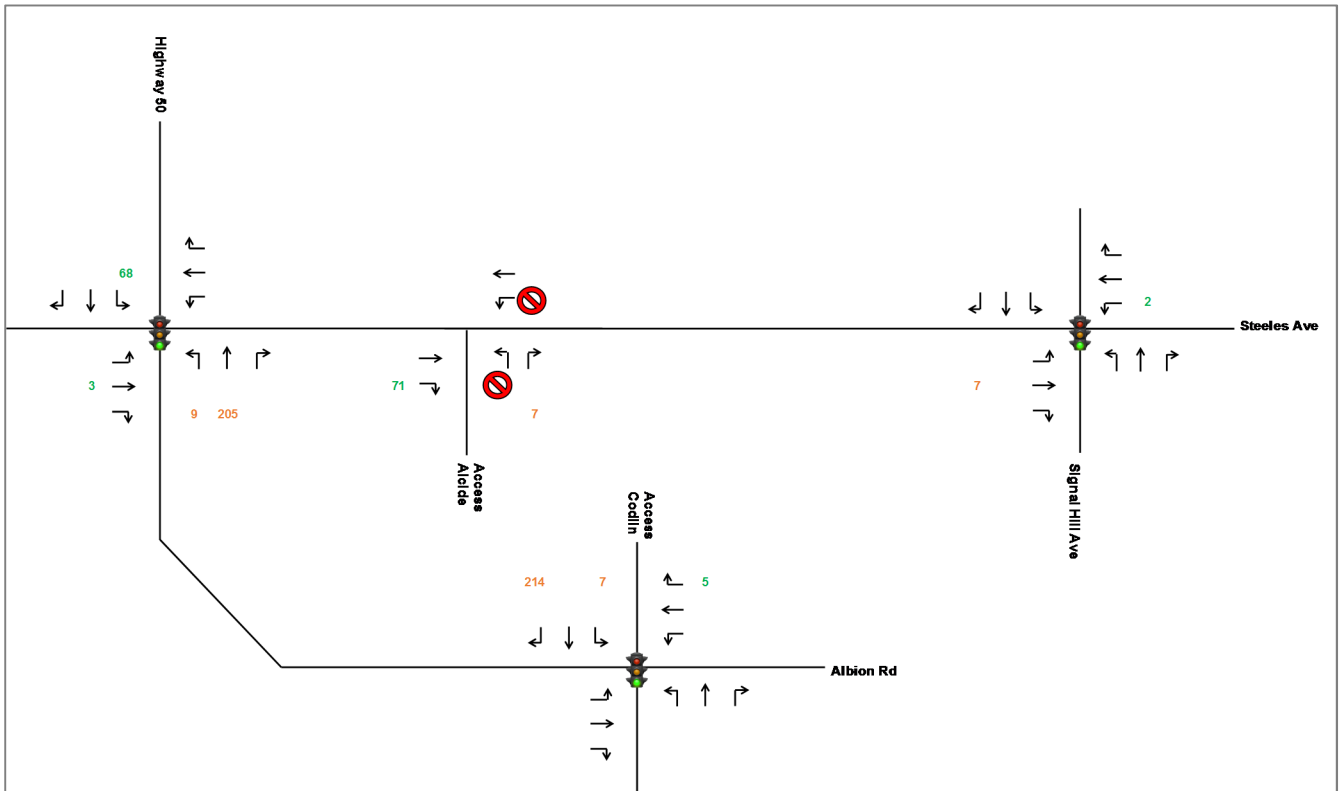 Highway 50
68
Steeles Ave
2
3
71
7
9 205
7
Access
Alcide
Signal Hill Ave
Access
Codlin
214 7 5
Albion Rd